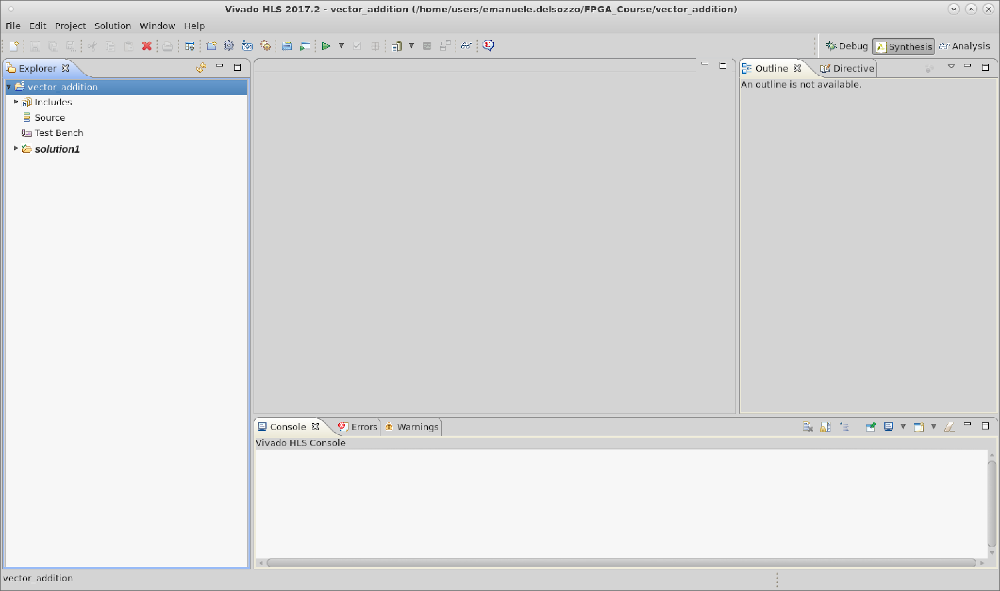 Vivado HLS 2017.2 - vector_addition (/home/users/emanuele.delsozzo/FPGA_Course/vector_addition)
File Edit Project Solution Window Help
Debug Synthesis Analysis
Explorer
Outline Directive
vector_addition
An outline is not available.
Includes
Source
Test Bench
solution1
Console Errors Warnings
Vivado HLS Console
vector_addition